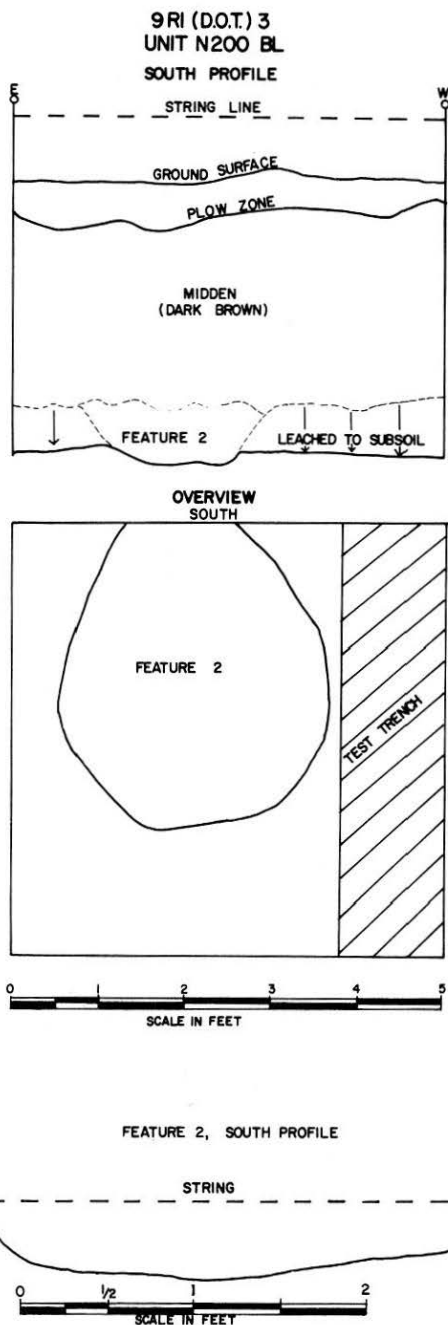 9RI (D.O.T.) 3
UNIT N200 BL
SOUTH PROFILE
E
W
STRING LINE
GROUND SURFACE
PLOW ZONE
MIDDEN
(DARK BROWN)
FEATURE 2
LEACHED TO SUBSOIL
OVERVIEW
SOUTH
FEATURE 2
TEST TRENCH
0 1 2 3 4 5
SCALE IN FEET
FEATURE 2, SOUTH PROFILE
STRING
0 1/2 1 2
SCALE IN FEET